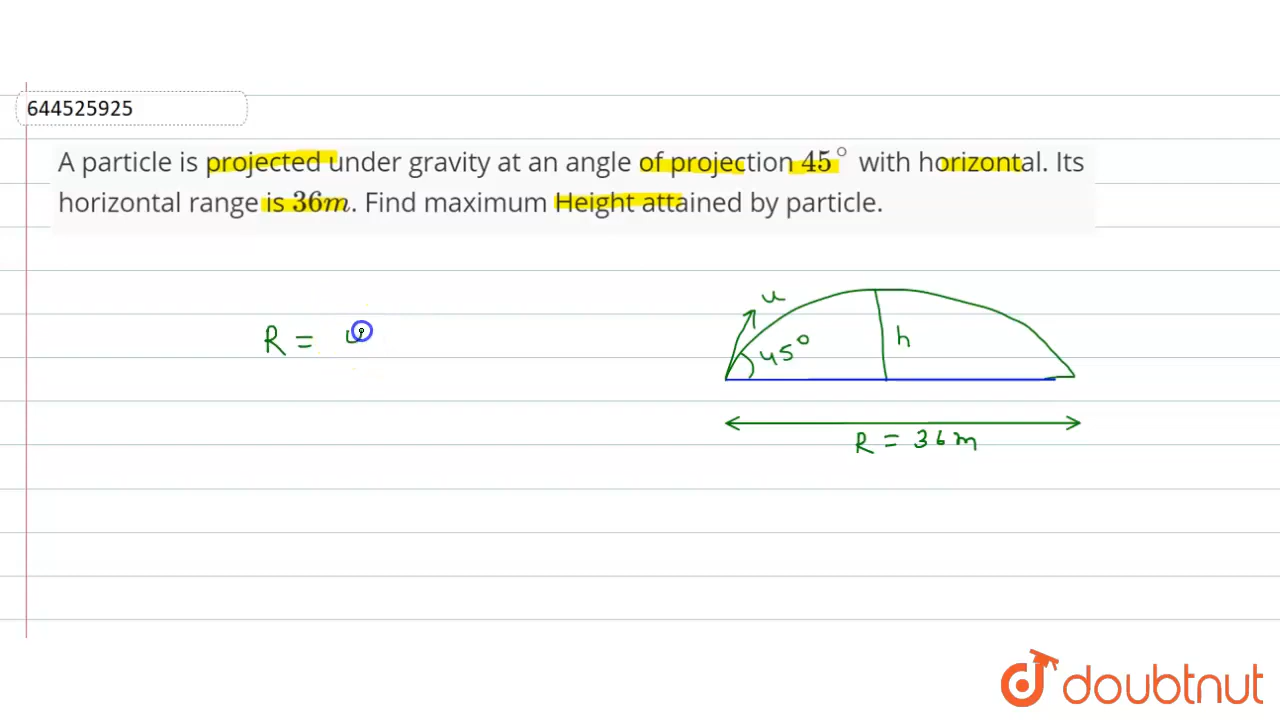 644525925
A particle is projected under gravity at an angle of projection 45° with horizontal. Its
horizontal range is 36m. Find maximum Height attained by particle.
u
R = u
45°
h
R = 36m
doubtnut